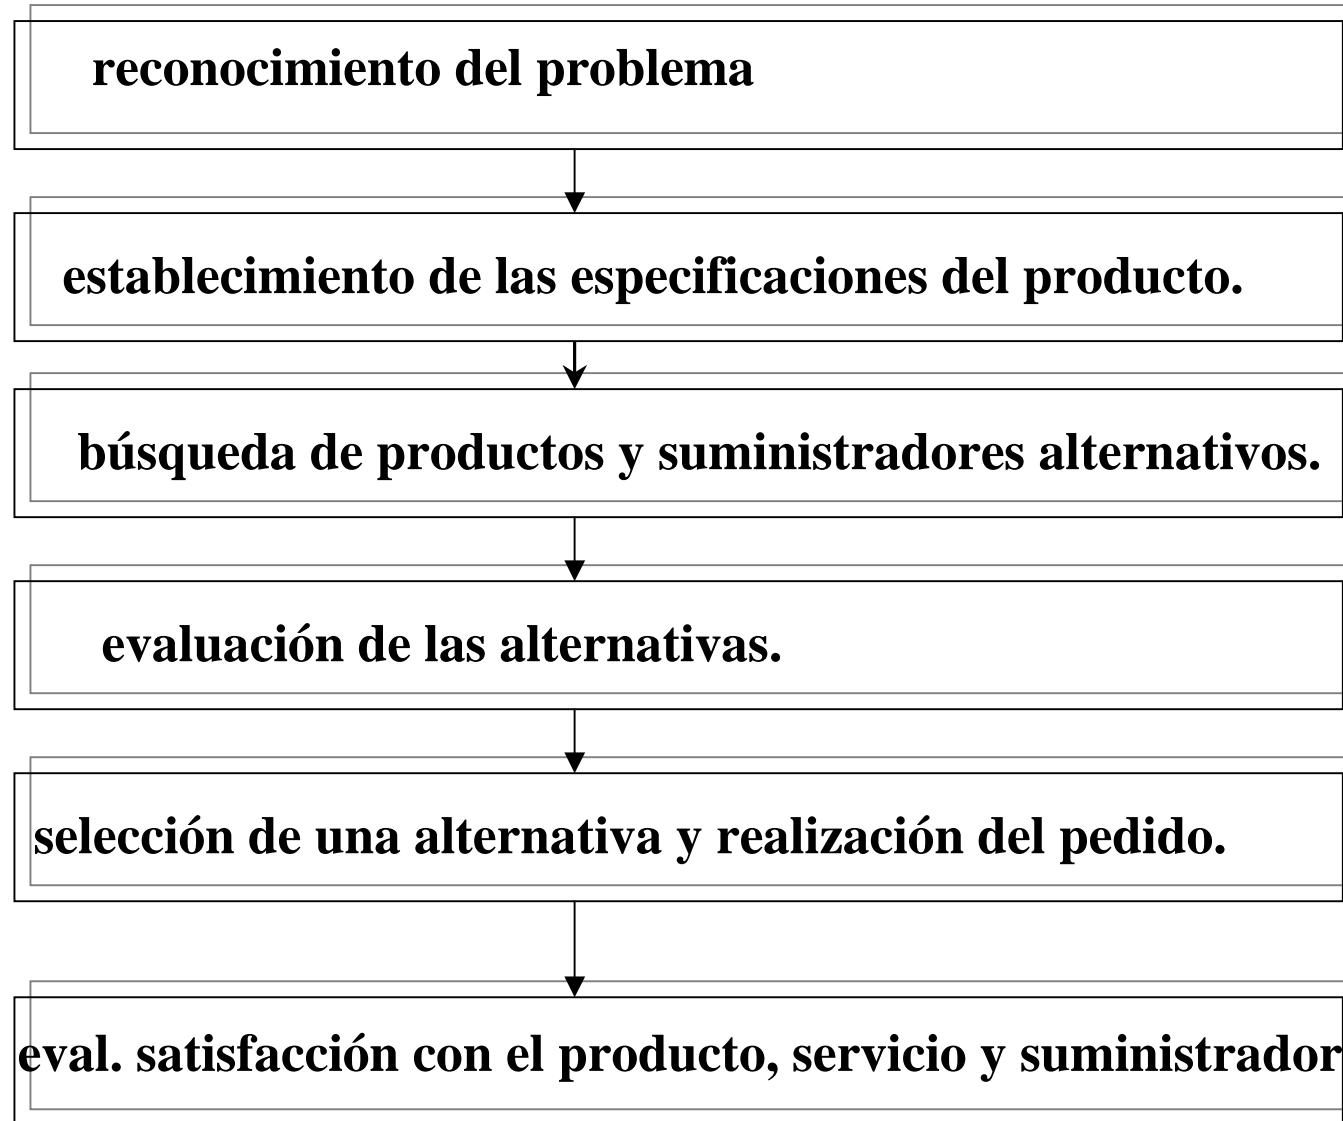 reconocimiento del problema
establecimiento de las especificaciones del producto.
búsqueda de productos y suministradores alternativos.
evaluación de las alternativas.
selección de una alternativa y realización del pedido.
eval. satisfacción con el producto, servicio y suministrador